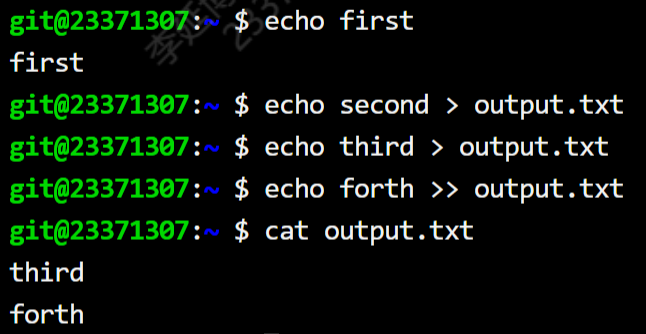 git@23371307:~ $ echo first
first
git@23371307:~ $ echo second > output.txt
git@23371307:~ $ echo third > output.txt
git@23371307:~ $ echo forth >> output.txt
git@23371307:~ $ cat output.txt
third
forth